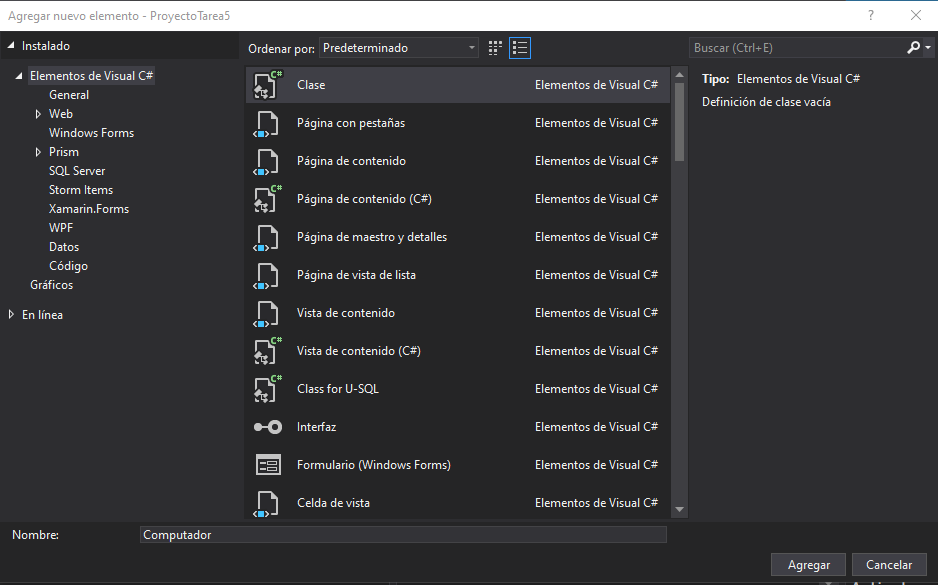 Agregar nuevo elemento - ProyectoTarea5
Instalado
Ordenar por: Predeterminado
Buscar (Ctrl+E)
Elementos de Visual C#
General
Web
Windows Forms
Prism
SQL Server
Storm Items
Xamarin.Forms
WPF
Datos
Código
Gráficos
En línea
Clase Elementos de Visual C#
Página con pestañas Elementos de Visual C#
Página de contenido Elementos de Visual C#
Página de contenido (C#) Elementos de Visual C#
Página de maestro y detalles Elementos de Visual C#
Página de vista de lista Elementos de Visual C#
Vista de contenido Elementos de Visual C#
Vista de contenido (C#) Elementos de Visual C#
Class for U-SQL Elementos de Visual C#
Interfaz Elementos de Visual C#
Formulario (Windows Forms) Elementos de Visual C#
Celda de vista Elementos de Visual C#
Tipo: Elementos de Visual C#
Definición de clase vacía
Nombre: Computador
Agregar Cancelar